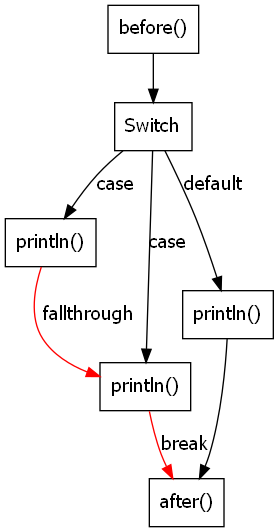 before()
Switch
case
default
println()
case
println()
fallthrough
println()
break
after()